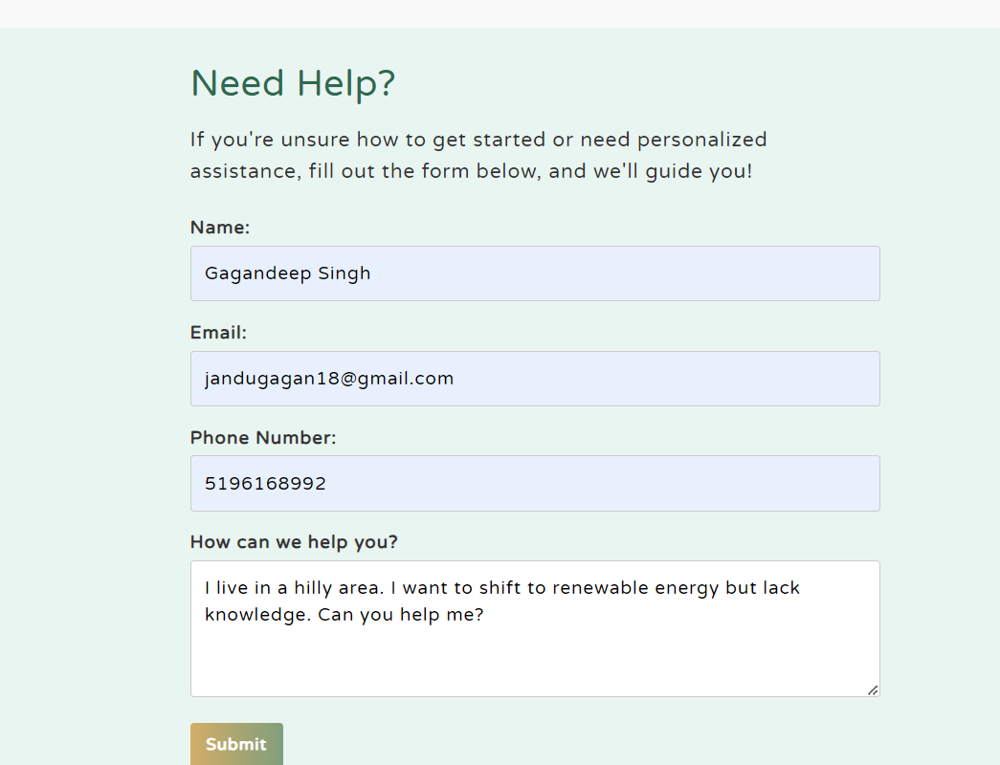 Need Help?
If you're unsure how to get started or need personalized
assistance, fill out the form below, and we'll guide you!
Name:
Gagandeep Singh
Email:
jandugagan18@gmail.com
Phone Number:
5196168992
How can we help you?
I live in a hilly area. I want to shift to renewable energy but lack
knowledge. Can you help me?
Submit